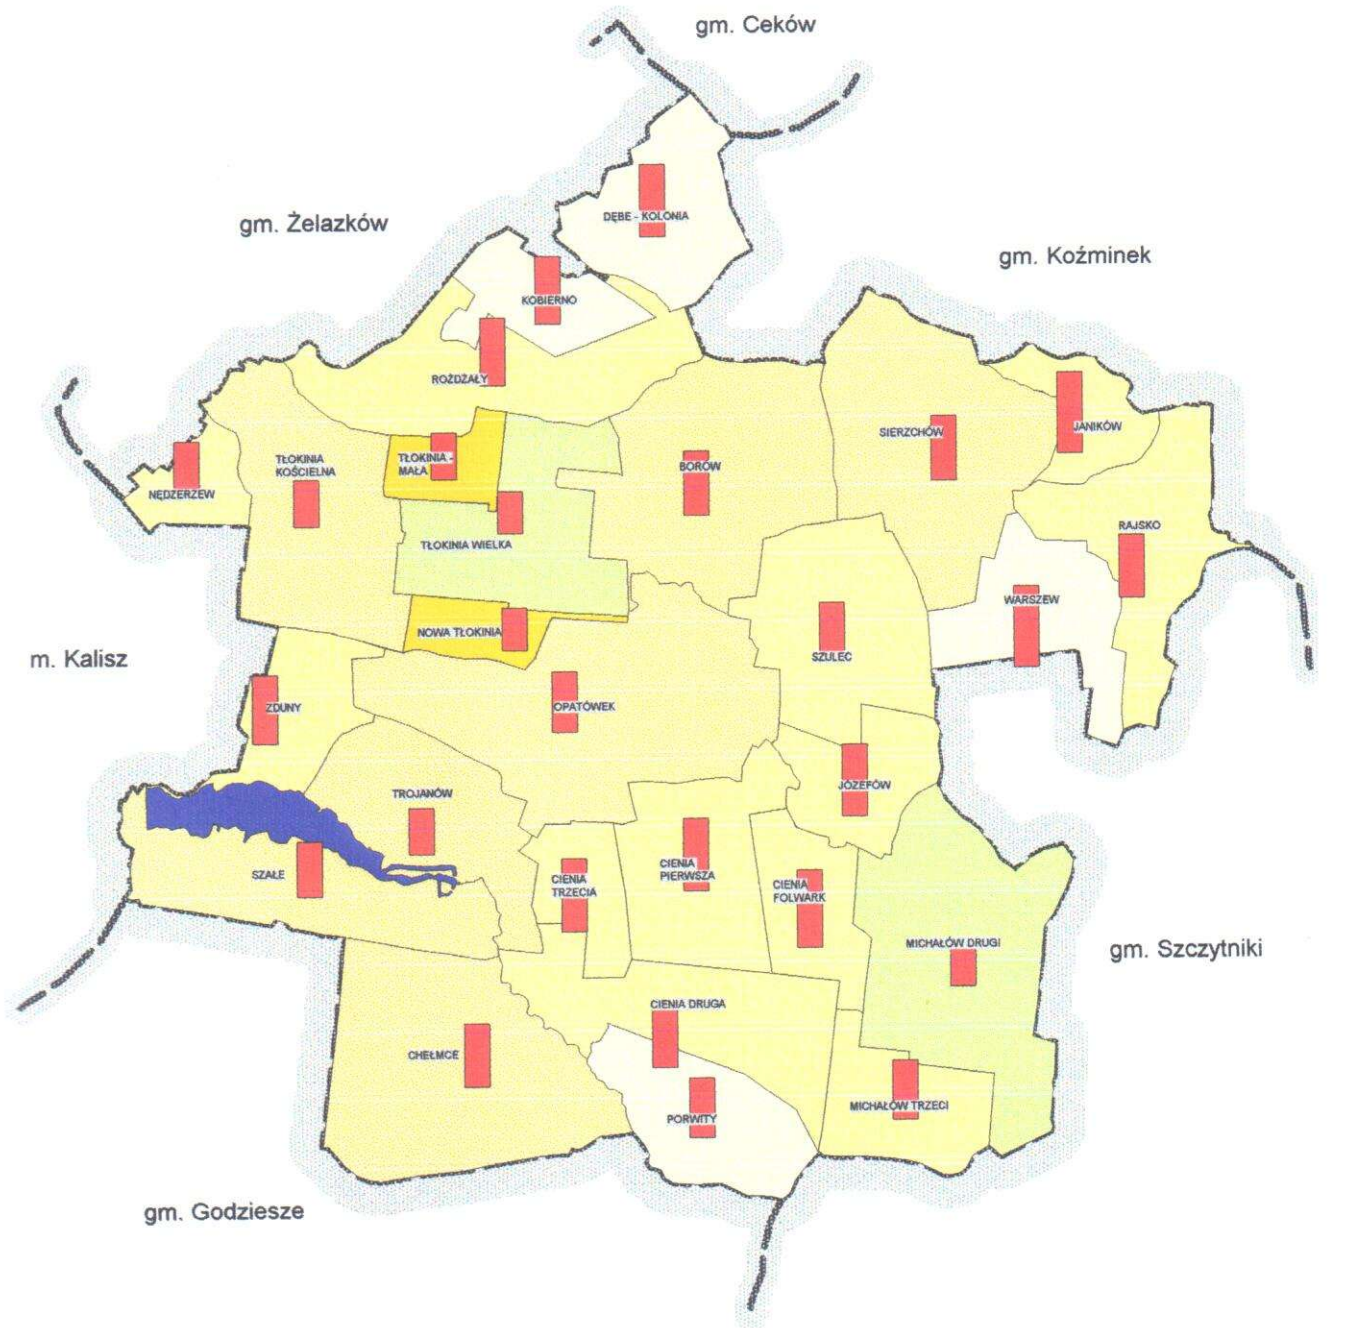 gm. Ceków
DĘBE - KOLONIA
gm. Żelazków
gm. Koźminek
KOBIERNO
ROŻDŻAŁY
SIERZCHÓW
JANIKÓW
TŁOKINIA
KOŚCIELNA
TŁOKINIA -
MAŁA
BORÓW
NĘDZERZEW
RAJSKO
TŁOKINIA WIELKA
WARSZEW
NOWA TŁOKINIA
m. Kalisz
SZULEC
ZDUNY
OPATÓWEK
JÓZEFÓW
TROJANÓW
SZAŁE
CIENIA
TRZECIA
CIENIA
PIERWSZA
CIENIA
FOLWARK
MICHAŁÓW DRUGI
gm. Szczytniki
CIENIA DRUGA
CHEŁMCE
PORWITY
MICHAŁÓW TRZECI
gm. Godziesze